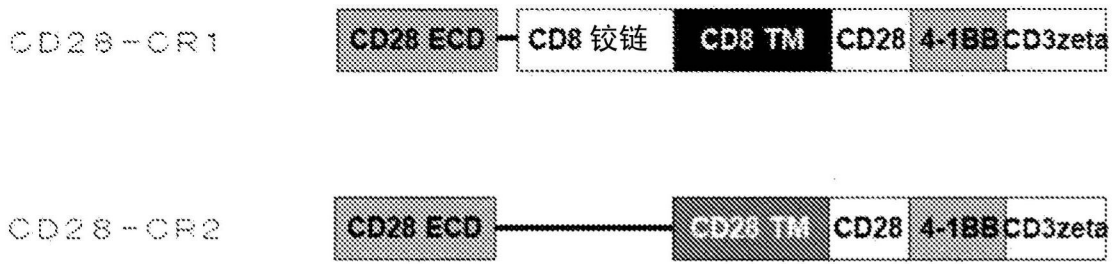 CD28-CR1 CD28 ECD CD8 铰链 CD8 TM CD28 4-1BB CD3zeta
CD28-CR2 CD28 ECD CD28 TM CD28 4-1BB CD3zeta